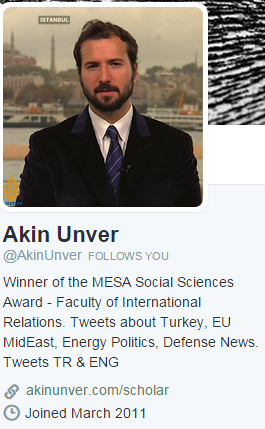 ISTANBUL
Akin Unver
@AkinUnver FOLLOWS YOU
Winner of the MESA Social Sciences
Award - Faculty of International
Relations. Tweets about Turkey, EU
MidEast, Energy Politics, Defense News.
Tweets TR & ENG
akinunver.com/scholar
Joined March 2011